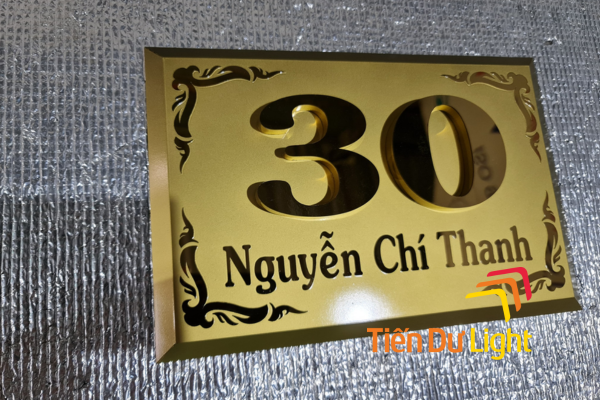 30
Nguyễn Chí Thanh
Tiến Dư Light